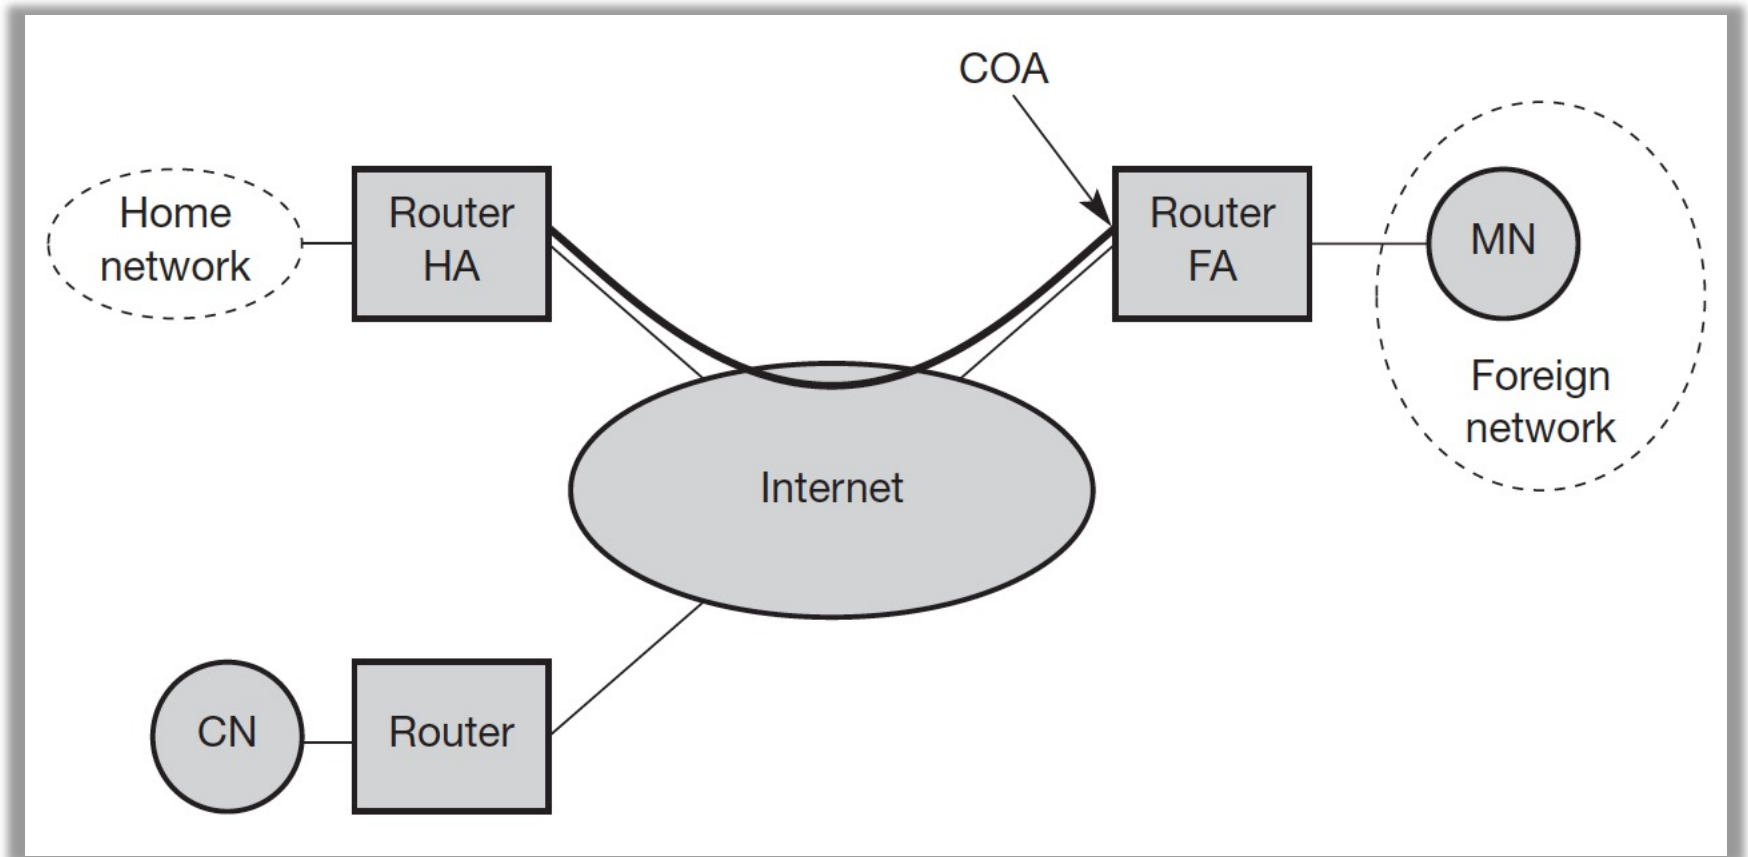 COA
Home
network
Router
HA
Router
FA
MN
Foreign
network
Internet
CN
Router